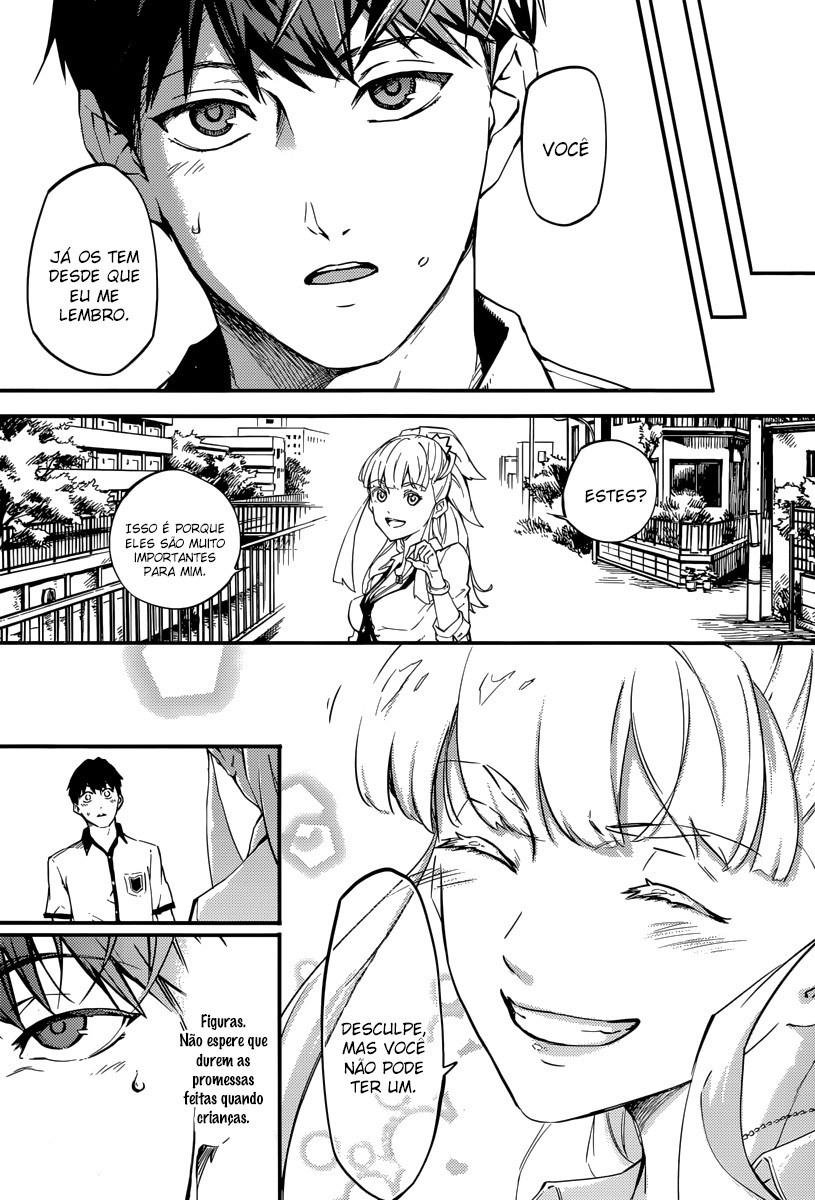 VOCÊ
JÁ OS TEM
DESDE QUE
EU ME
LEMBRO.
ESTES?
ISSO É PORQUE
ELES SÃO MUITO
IMPORTANTES
PARA MIM.
DESCULPE,
MAS VOCÊ
NÃO PODE
TER UM.
Figuras.
Não espere que
durem as
promessas
feitas quando
crianças.